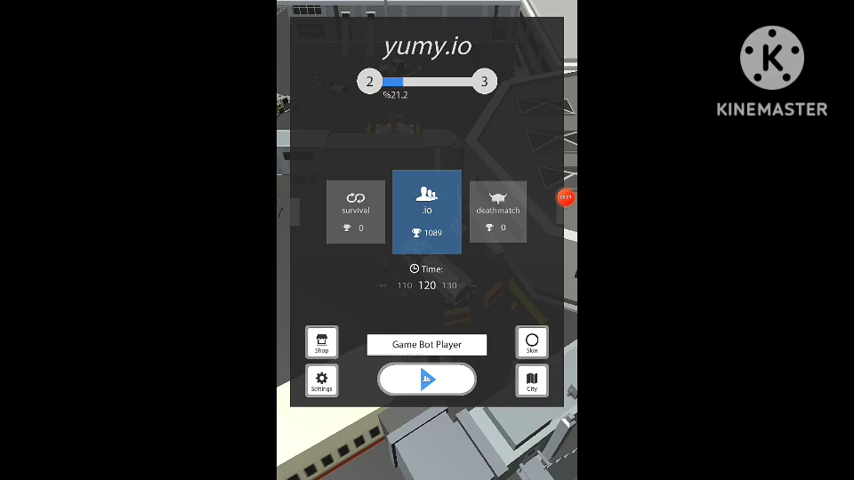 yumy.io
2 3
%21.2
KINEMASTER
survival
0
.io
1089
deathmatch
0
Time:
110 120 130
Shop
Game Bot Player
Skin
Settings
City